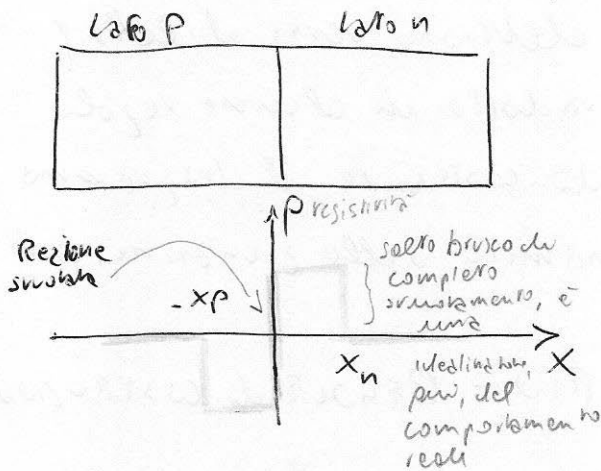 Lato P Lato n
ρ resistività
Regione
svuotata
-xp
salto brusco di
completo
svuotamento, è
una
xn X
idealizzazione,
però, del
comportamento
reale